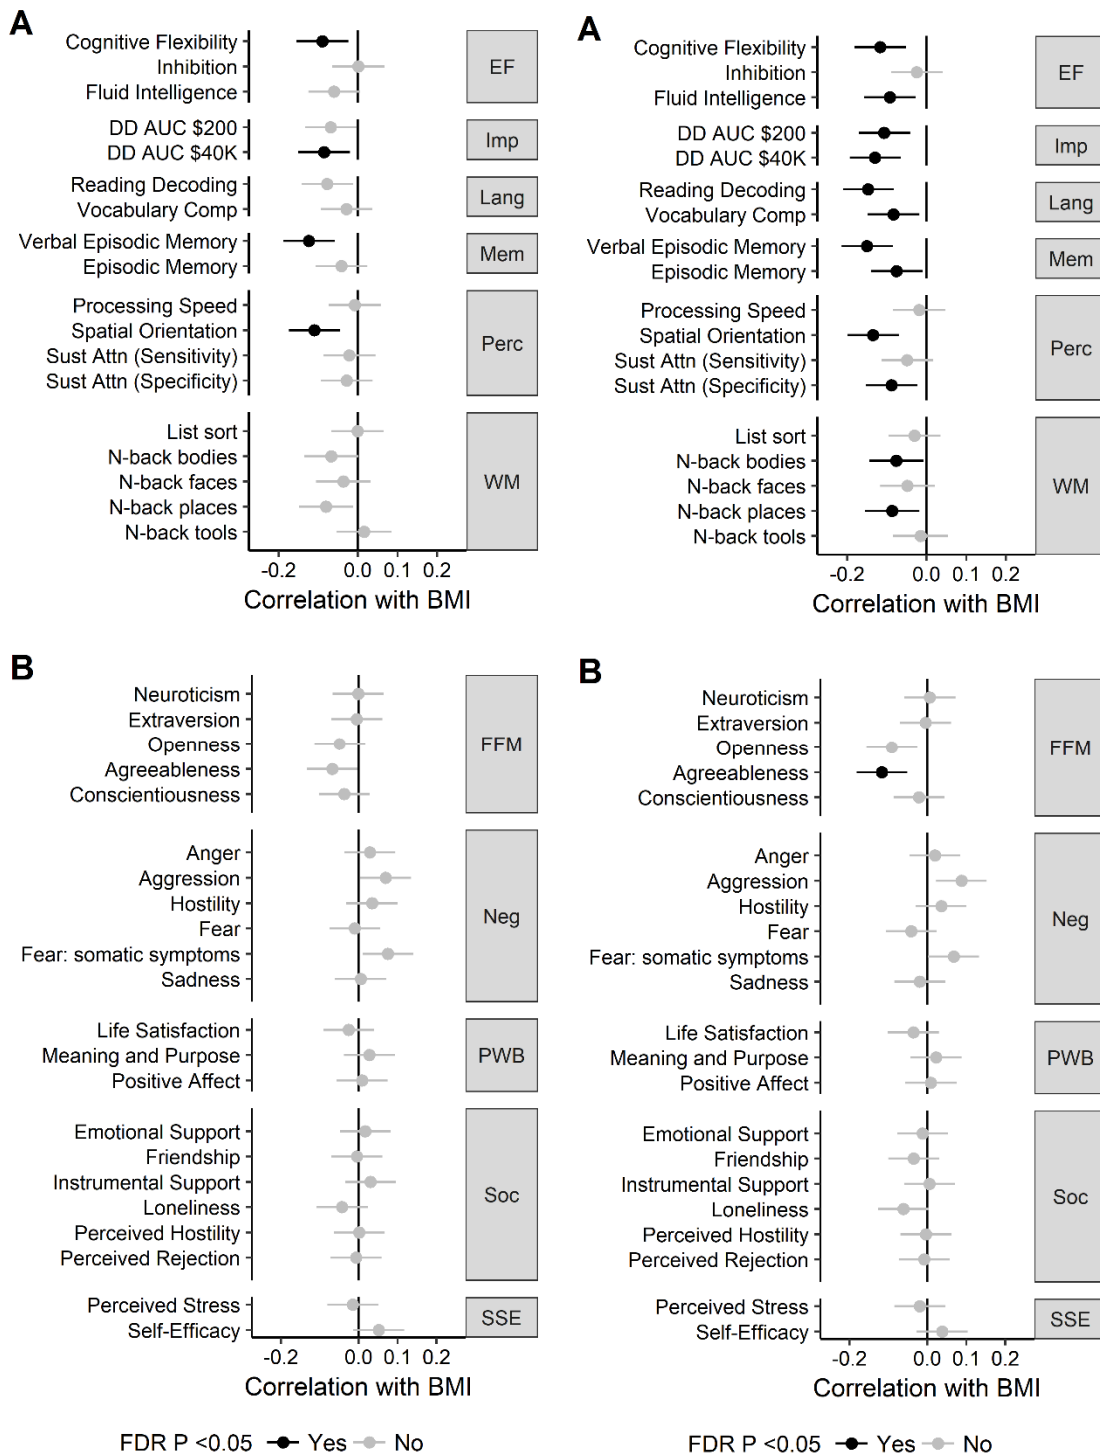 A
Cognitive Flexibility
Inhibition
Fluid Intelligence
EF
DD AUC $200
DD AUC $40K
Imp
Reading Decoding
Vocabulary Comp
Lang
Verbal Episodic Memory
Episodic Memory
Mem
Processing Speed
Spatial Orientation
Sust Attn (Sensitivity)
Sust Attn (Specificity)
Perc
List sort
N-back bodies
N-back faces
N-back places
N-back tools
WM
-0.2 0.0 0.1 0.2
Correlation with BMI
A
Cognitive Flexibility
Inhibition
Fluid Intelligence
EF
DD AUC $200
DD AUC $40K
Imp
Reading Decoding
Vocabulary Comp
Lang
Verbal Episodic Memory
Episodic Memory
Mem
Processing Speed
Spatial Orientation
Sust Attn (Sensitivity)
Sust Attn (Specificity)
Perc
List sort
N-back bodies
N-back faces
N-back places
N-back tools
WM
-0.2 0.0 0.1 0.2
Correlation with BMI
B
Neuroticism
Extraversion
Openness
Agreeableness
Conscientiousness
FFM
Anger
Aggression
Hostility
Fear
Fear: somatic symptoms
Sadness
Neg
Life Satisfaction
Meaning and Purpose
Positive Affect
PWB
Emotional Support
Friendship
Instrumental Support
Loneliness
Perceived Hostility
Perceived Rejection
Soc
Perceived Stress
Self-Efficacy
SSE
-0.2 0.0 0.1 0.2
Correlation with BMI
FDR P <0.05 Yes No
B
Neuroticism
Extraversion
Openness
Agreeableness
Conscientiousness
FFM
Anger
Aggression
Hostility
Fear
Fear: somatic symptoms
Sadness
Neg
Life Satisfaction
Meaning and Purpose
Positive Affect
PWB
Emotional Support
Friendship
Instrumental Support
Loneliness
Perceived Hostility
Perceived Rejection
Soc
Perceived Stress
Self-Efficacy
SSE
-0.2 0.0 0.1 0.2
Correlation with BMI
FDR P <0.05 Yes No